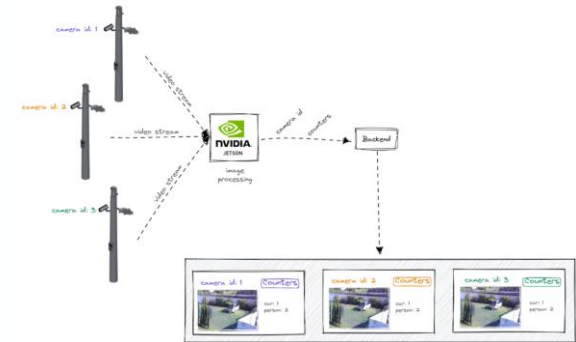 camera id: 1
camera id: 2
camera id: 3
video stream
video stream
video stream
NVIDIA
JETSON
image
processing
camera id
counters
Backend
camera id: 1
Counters
car: 1
person: 2
camera id: 2
Counters
car: 1
person: 2
camera id: 3
Counters
car: 1
person: 2